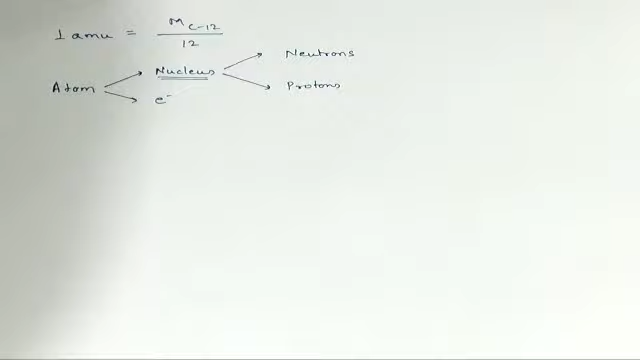 1 amu = M C-12 / 12
Neutrons
Nucleus
Atom
Protons
e-